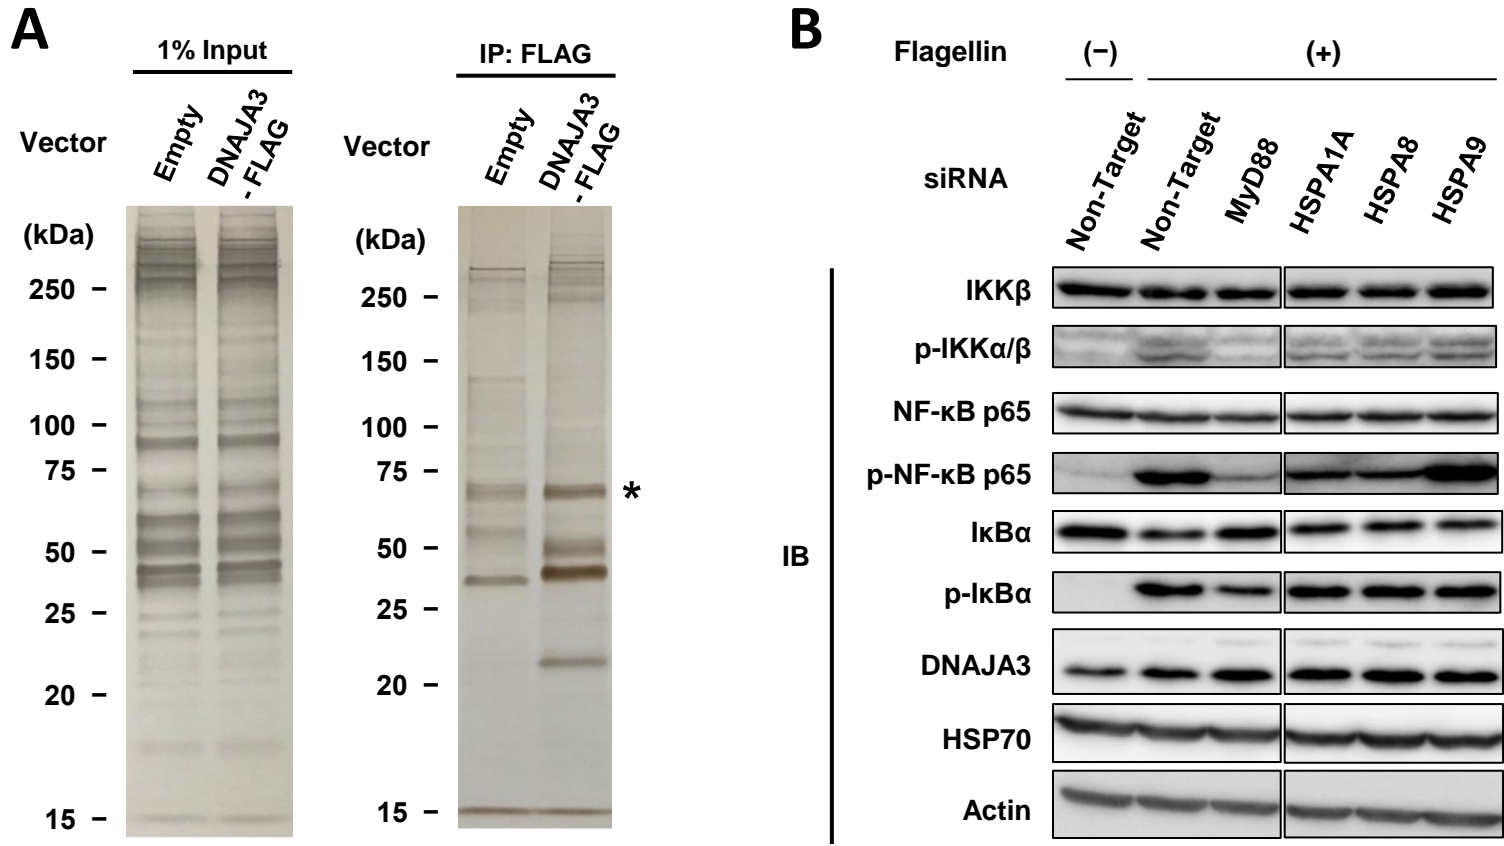 A
1% Input
Vector
Empty
DNAJA3
- FLAG
(kDa)
250
150
100
75
50
25
20
15
IP: FLAG
Vector
Empty
DNAJA3
- FLAG
(kDa)
250
150
100
75
50
25
20
15
*
B
Flagellin (−) (+)
siRNA
Non-Target
Non-Target
MyD88
HSPA1A
HSPA8
HSPA9
IB
IKKβ
p-IKKα/β
NF-κB p65
p-NF-κB p65
IκBα
p-IκBα
DNAJA3
HSP70
Actin